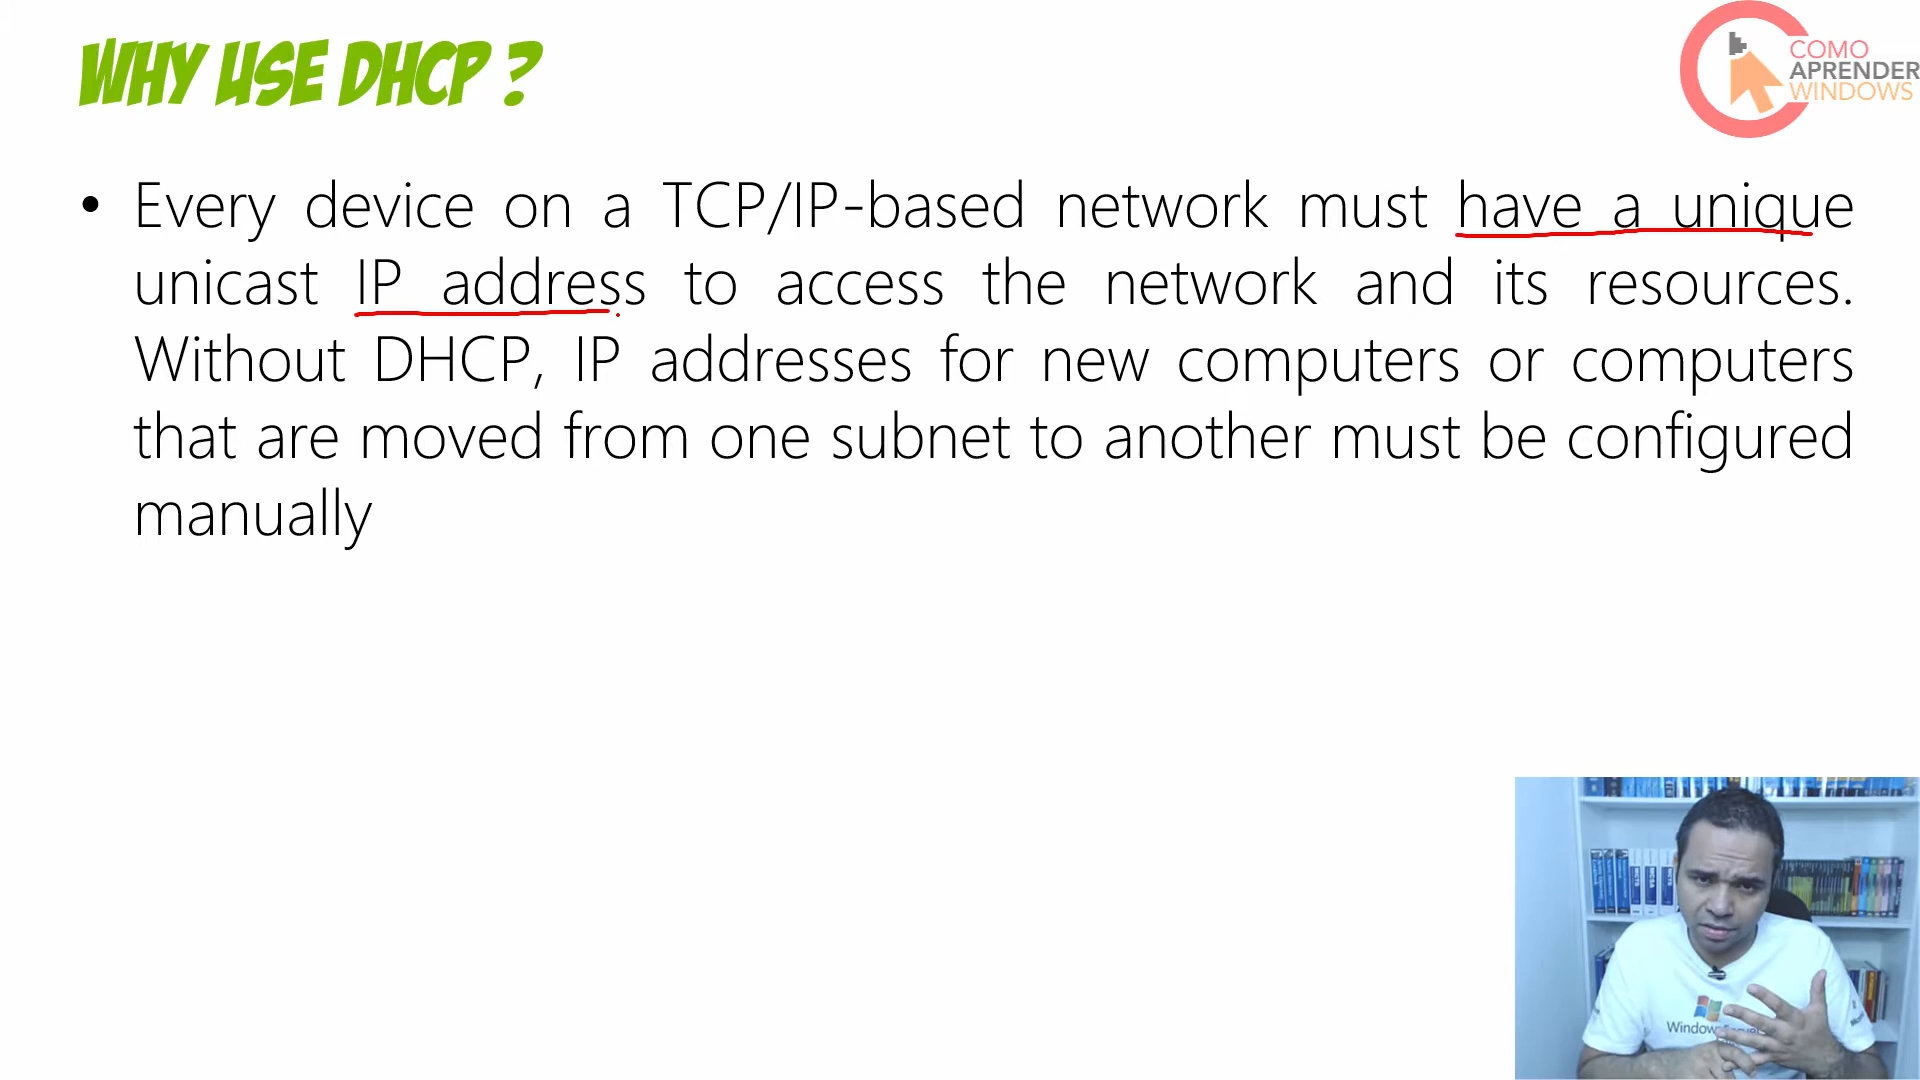 WHY USE DHCP ?
COMO
APRENDER
WINDOWS
• Every device on a TCP/IP-based network must have a unique
unicast IP address to access the network and its resources.
Without DHCP, IP addresses for new computers or computers
that are moved from one subnet to another must be configured
manually